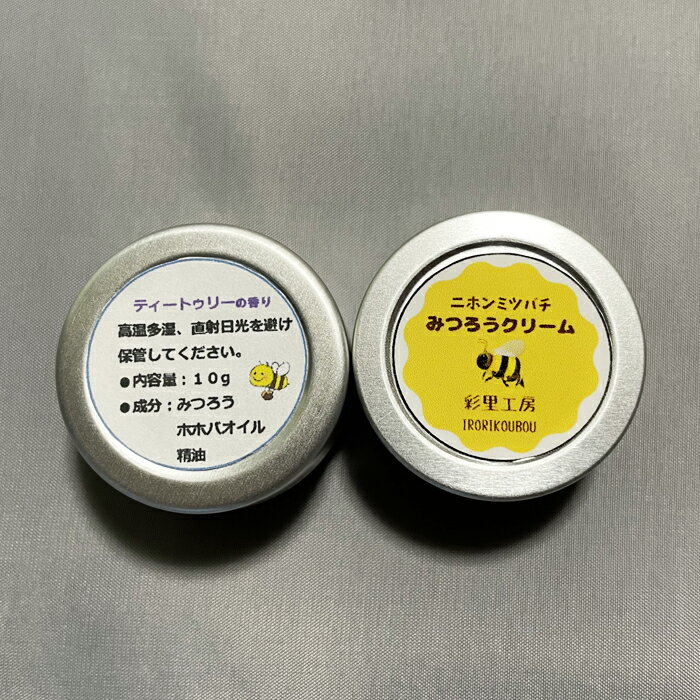 ティートゥリーの香り
高温多湿、直射日光を避け
保管してください。
●内容量：１０ｇ
●成分：みつろう
ホホバオイル
精油
ニホンミツバチ
みつろうクリーム
彩里工房
IRORIKOUBOU